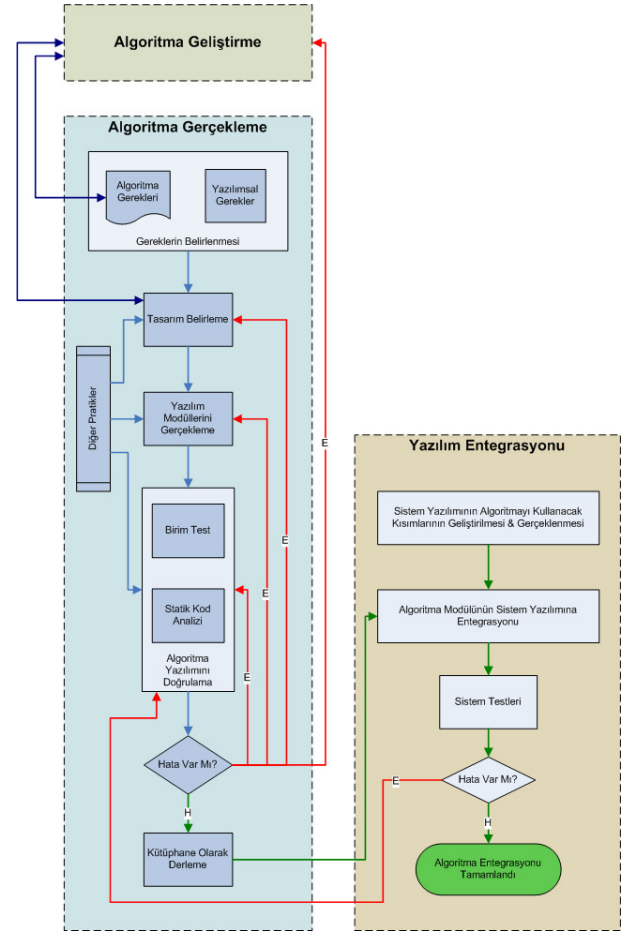 Algoritma Geliştirme
Algoritma Gerçekleme
Algoritma
Gerekleri
Yazılımsal
Gerekler
Gereklerin Belirlenmesi
Tasarım Belirleme
Diğer Pratikler
Yazılım
Modüllerini
Gerçekleme
Birim Test
Statik Kod
Analizi
Algoritma
Yazılımını
Doğrulama
Hata Var Mı?
E
E
E
E
H
Kütüphane Olarak
Derleme
Yazılım Entegrasyonu
Sistem Yazılımının Algoritmayı Kullanacak
Kısımlarının Geliştirilmesi & Gerçeklenmesi
Algoritma Modülünün Sistem Yazılımına
Entegrasyonu
Sistem Testleri
Hata Var Mı?
E
H
Algoritma Entegrasyonu
Tamamlandı